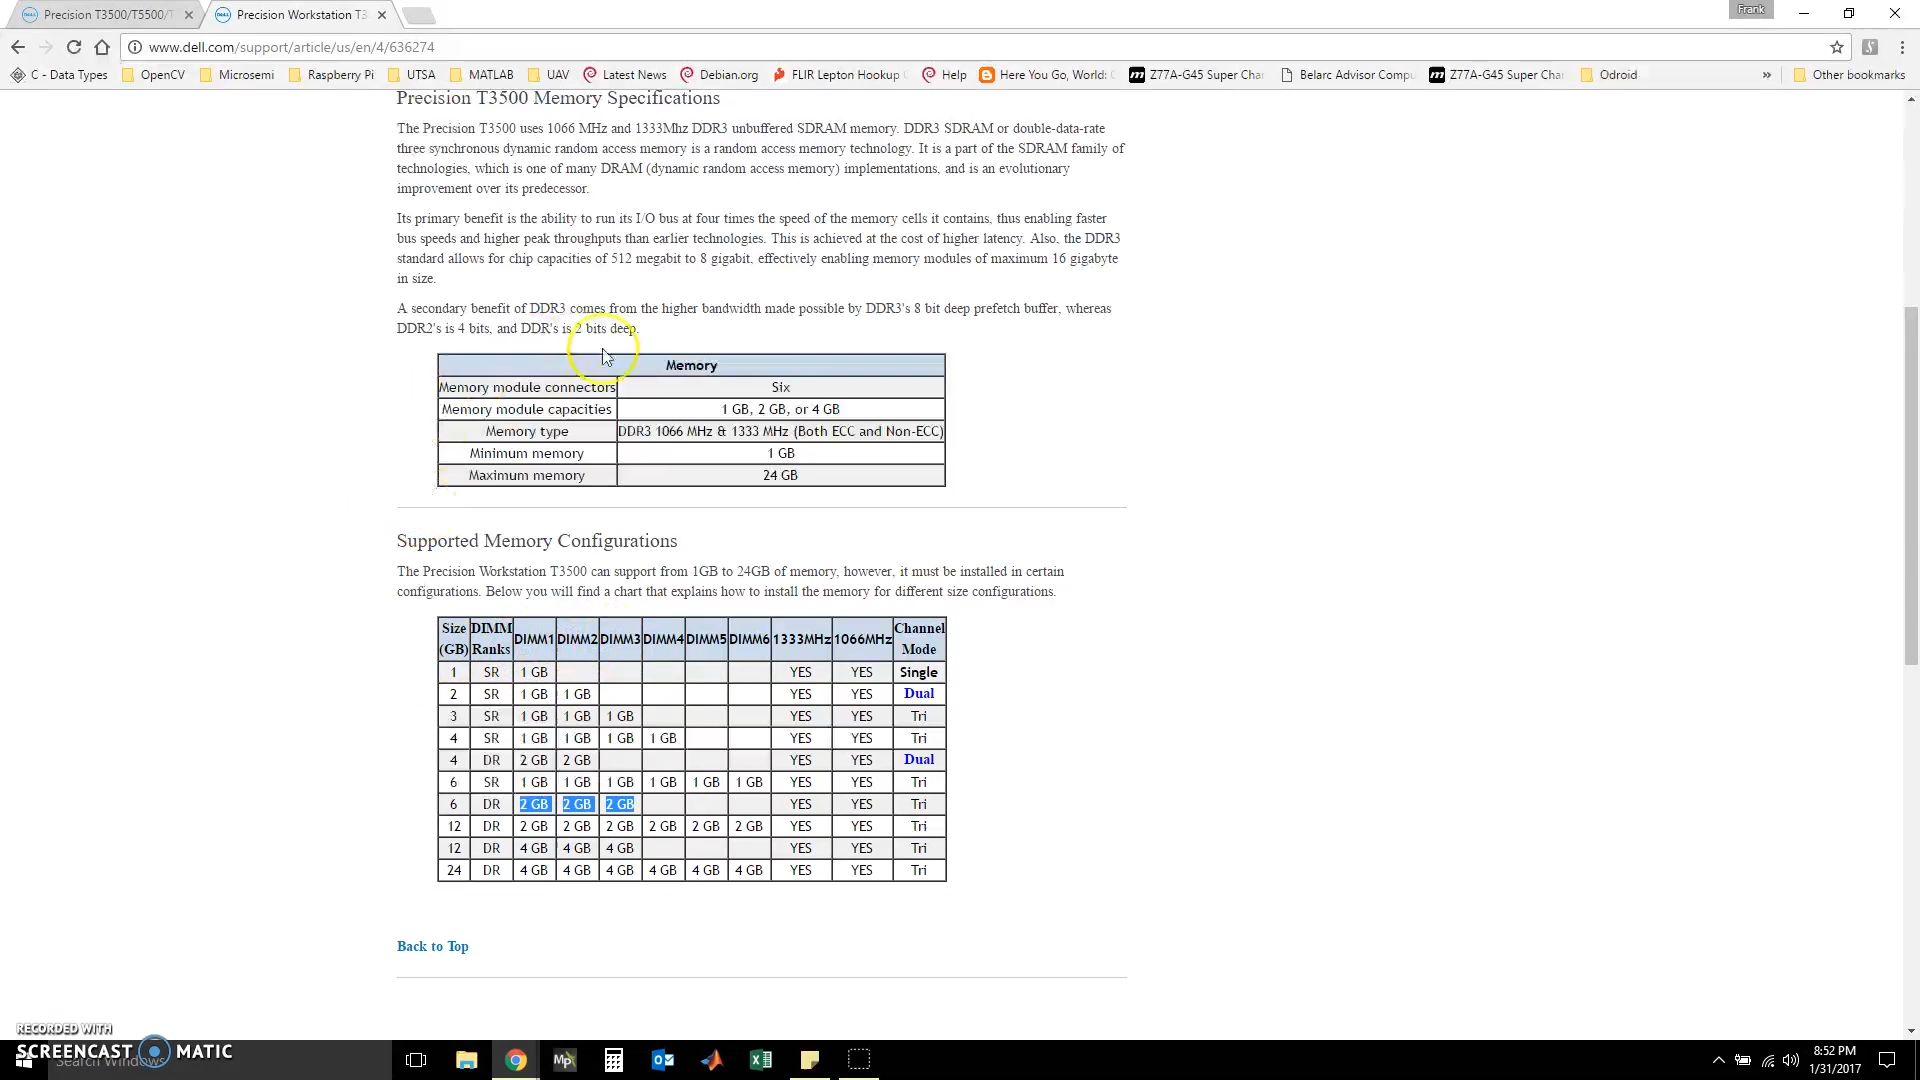 Precision T3500/T5500/T
Precision Workstation T3
Frank
www.dell.com/support/article/us/en/4/636274
C - Data Types
OpenCV
Microsemi
Raspberry Pi
UTSA
MATLAB
UAV
Latest News
Debian.org
FLIR Lepton Hookup
Help
Here You Go, World:
Z77A-G45 Super Cha
Belarc Advisor Compu
Z77A-G45 Super Cha
Odroid
»
Other bookmarks
Precision T3500 Memory Specifications
The Precision T3500 uses 1066 MHz and 1333Mhz DDR3 unbuffered SDRAM memory. DDR3 SDRAM or double-data-rate
three synchronous dynamic random access memory is a random access memory technology. It is a part of the SDRAM family of
technologies, which is one of many DRAM (dynamic random access memory) implementations, and is an evolutionary
improvement over its predecessor.
Its primary benefit is the ability to run its I/O bus at four times the speed of the memory cells it contains, thus enabling faster
bus speeds and higher peak throughputs than earlier technologies. This is achieved at the cost of higher latency. Also, the DDR3
standard allows for chip capacities of 512 megabit to 8 gigabit, effectively enabling memory modules of maximum 16 gigabyte
in size.
A secondary benefit of DDR3 comes from the higher bandwidth made possible by DDR3's 8 bit deep prefetch buffer, whereas
DDR2's is 4 bits, and DDR's is 2 bits deep.
Memory
Memory module connectors Six
Memory module capacities 1 GB, 2 GB, or 4 GB
Memory type DDR3 1066 MHz & 1333 MHz (Both ECC and Non-ECC)
Minimum memory 1 GB
Maximum memory 24 GB
Supported Memory Configurations
The Precision Workstation T3500 can support from 1GB to 24GB of memory, however, it must be installed in certain
configurations. Below you will find a chart that explains how to install the memory for different size configurations.
Size (GB) DIMM Ranks DIMM1 DIMM2 DIMM3 DIMM4 DIMM5 DIMM6 1333MHz 1066MHz Channel Mode
1 SR 1 GB YES YES Single
2 SR 1 GB 1 GB YES YES Dual
3 SR 1 GB 1 GB 1 GB YES YES Tri
4 SR 1 GB 1 GB 1 GB 1 GB YES YES Tri
4 DR 2 GB 2 GB YES YES Dual
6 SR 1 GB 1 GB 1 GB 1 GB 1 GB 1 GB YES YES Tri
6 DR 2 GB 2 GB 2 GB YES YES Tri
12 DR 2 GB 2 GB 2 GB 2 GB 2 GB 2 GB YES YES Tri
12 DR 4 GB 4 GB 4 GB YES YES Tri
24 DR 4 GB 4 GB 4 GB 4 GB 4 GB 4 GB YES YES Tri
Back to Top
RECORDED WITH
SCREENCAST MATIC
Search Windows
Mp
8:52 PM
1/31/2017